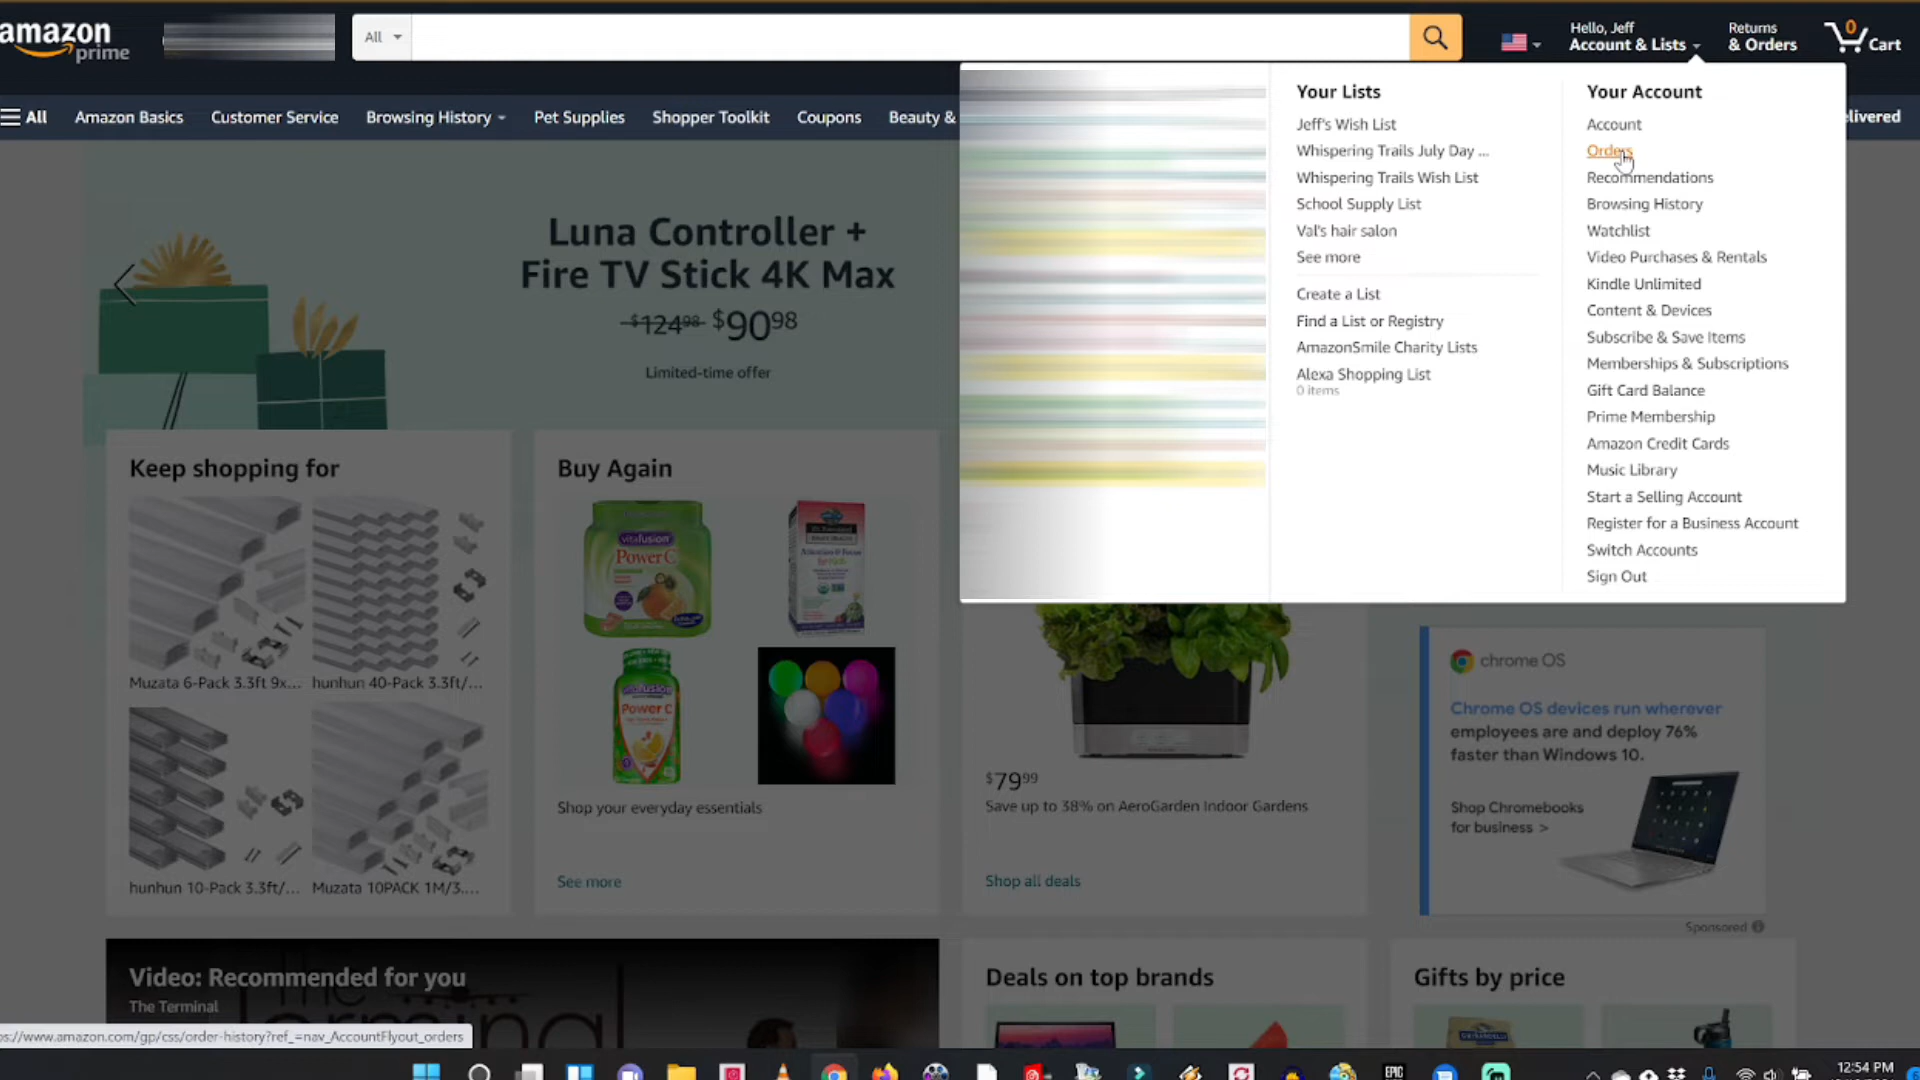 amazon
prime
All
Hello, Jeff
Account & Lists
Returns
& Orders
0
Cart
All
Amazon Basics
Customer Service
Browsing History
Pet Supplies
Shopper Toolkit
Coupons
Beauty &
elivered
Your Lists
Jeff's Wish List
Whispering Trails July Day ...
Whispering Trails Wish List
School Supply List
Val's hair salon
See more
Create a List
Find a List or Registry
AmazonSmile Charity Lists
Alexa Shopping List
0 items
Your Account
Account
Orders
Recommendations
Browsing History
Watchlist
Video Purchases & Rentals
Kindle Unlimited
Content & Devices
Subscribe & Save Items
Memberships & Subscriptions
Gift Card Balance
Prime Membership
Amazon Credit Cards
Music Library
Start a Selling Account
Register for a Business Account
Switch Accounts
Sign Out
Luna Controller +
Fire TV Stick 4K Max
$124.98 $90.98
Limited-time offer
Keep shopping for
Muzata 6-Pack 3.3ft 9x...
hunhun 40-Pack 3.3ft/...
hunhun 10-Pack 3.3ft/...
Muzata 10PACK 1M/3....
Buy Again
vitafusion
Power C
vitafusion
Power C
Shop your everyday essentials
See more
$79.99
Save up to 38% on AeroGarden Indoor Gardens
Shop all deals
chrome OS
Chrome OS devices run wherever
employees are and deploy 76%
faster than Windows 10.
Shop Chromebooks
for business >
Sponsored
Video: Recommended for you
The Terminal
Deals on top brands
Gifts by price
GHIRARDELLI
ps://www.amazon.com/gp/css/order-history?ref_=nav_AccountFlyout_orders
EPIC
12:54 PM